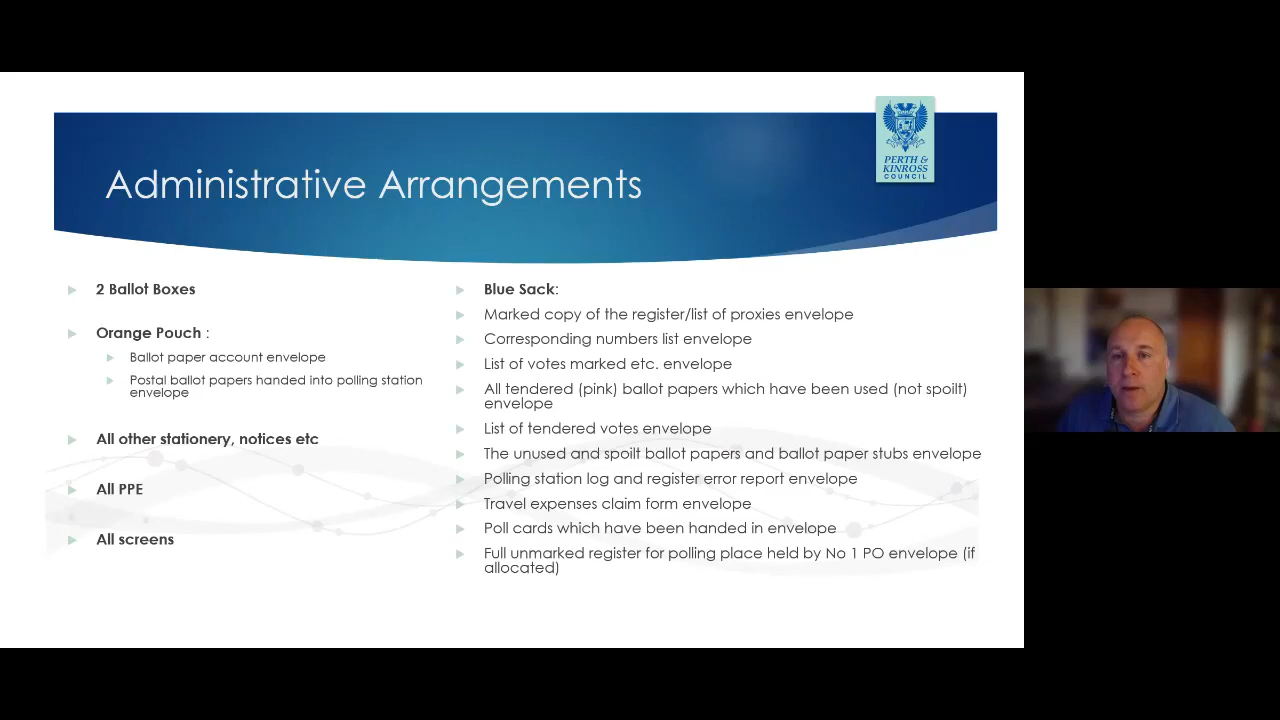 PERTH &
KINROSS
COUNCIL
Administrative Arrangements
2 Ballot Boxes
Orange Pouch :
Ballot paper account envelope
Postal ballot papers handed into polling station
envelope
All other stationery, notices etc
All PPE
All screens
Blue Sack:
Marked copy of the register/list of proxies envelope
Corresponding numbers list envelope
List of votes marked etc. envelope
All tendered (pink) ballot papers which have been used (not spoilt)
envelope
List of tendered votes envelope
The unused and spoilt ballot papers and ballot paper stubs envelope
Polling station log and register error report envelope
Travel expenses claim form envelope
Poll cards which have been handed in envelope
Full unmarked register for polling place held by No 1 PO envelope (if
allocated)